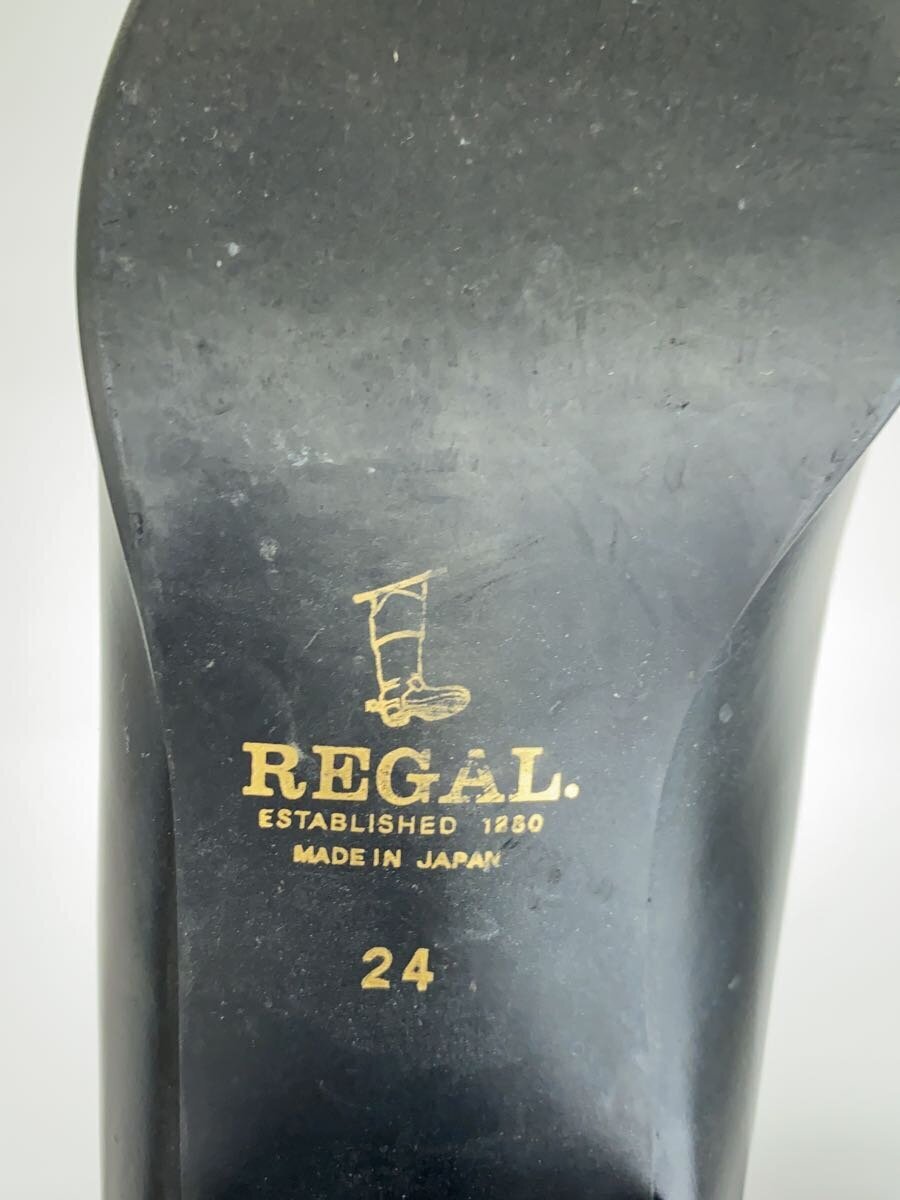 REGAL.
ESTABLISHED 1880
MADE IN JAPAN
24